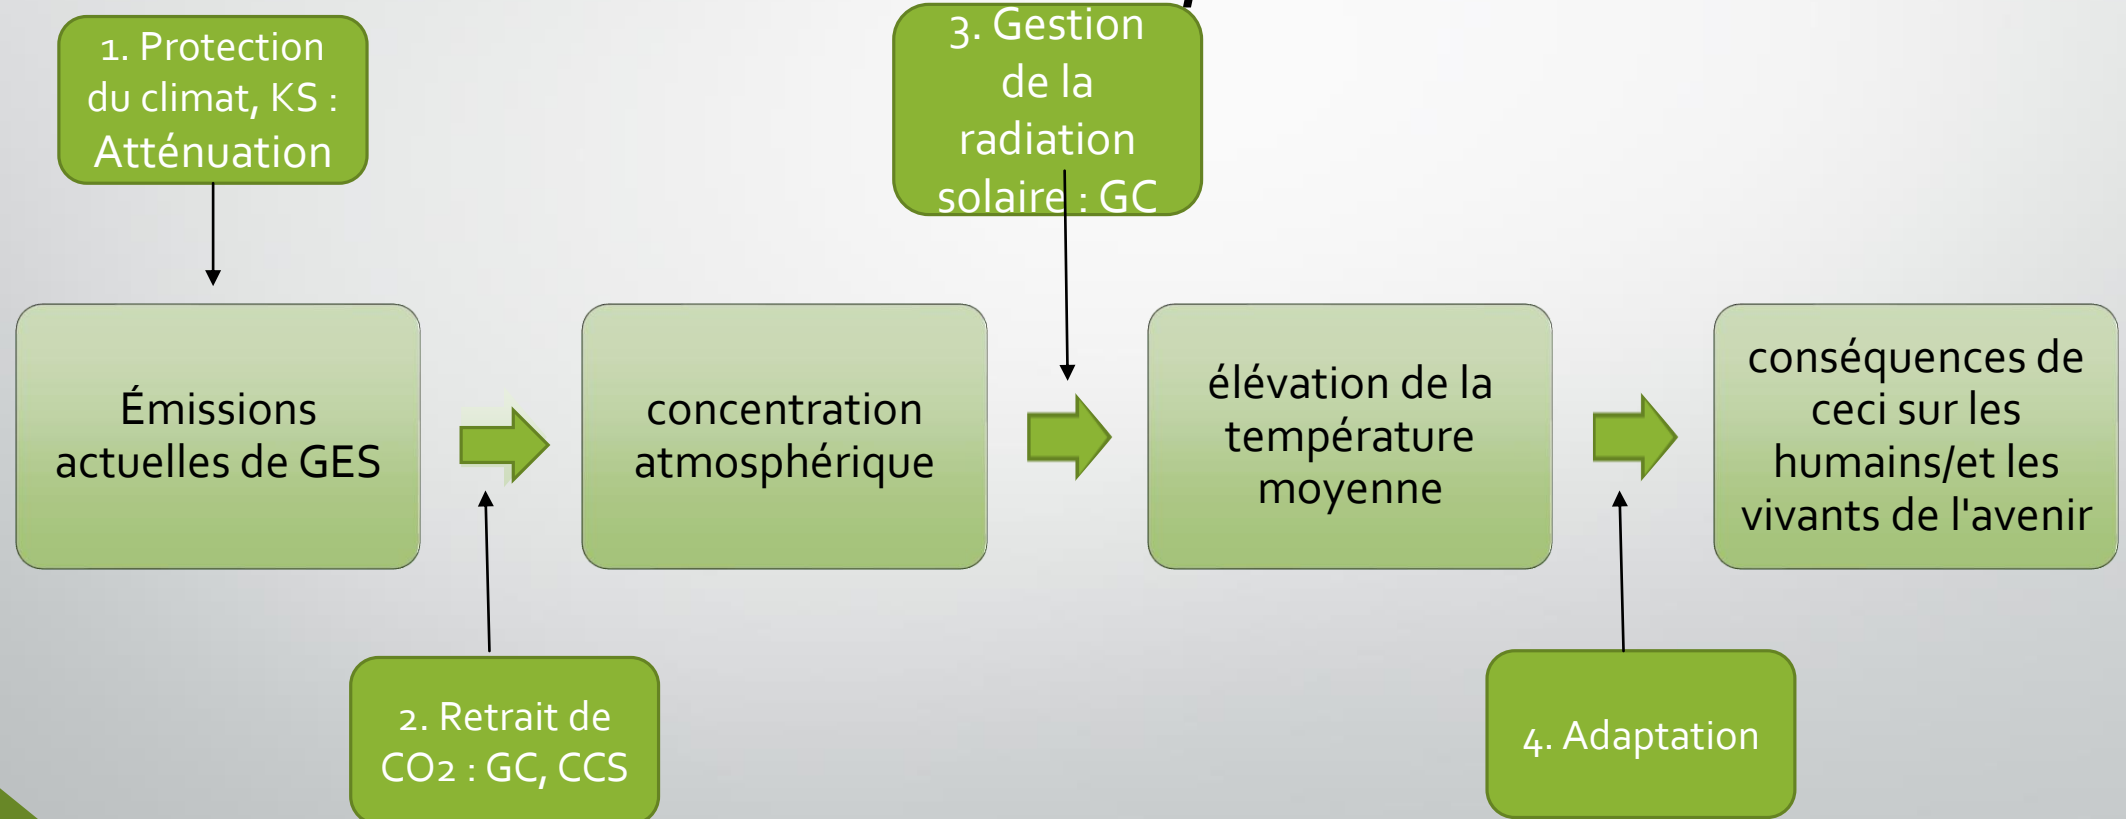 1. Protection
du climat, KS :
Atténuation
3. Gestion
de la
radiation
solaire : GC
Émissions
actuelles de GES
concentration
atmosphérique
élévation de la
température
moyenne
conséquences de
ceci sur les
humains/et les
vivants de l'avenir
2. Retrait de
CO2 : GC, CCS
4. Adaptation